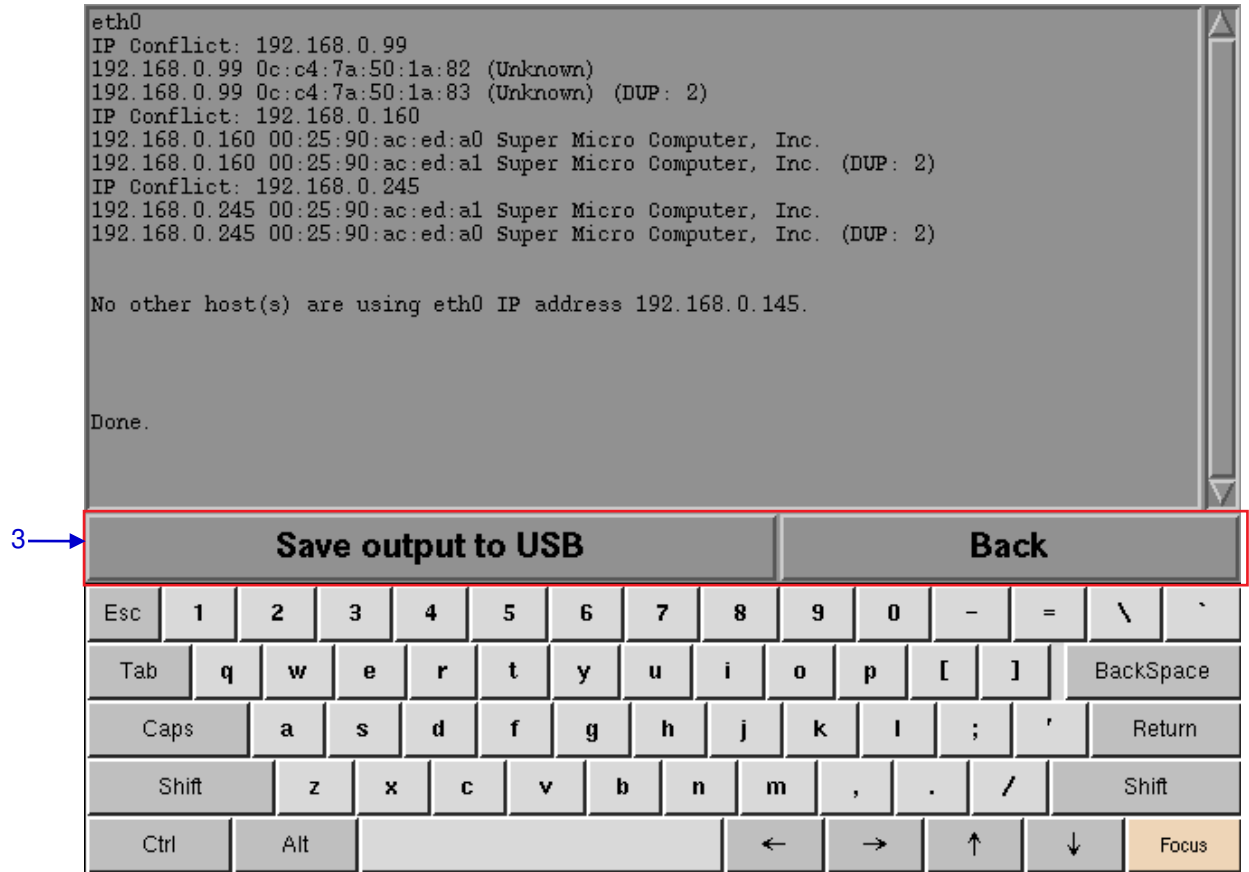 eth0
IP Conflict: 192.168.0.99
192.168.0.99 0c:c4:7a:50:1a:82 (Unknown)
192.168.0.99 0c:c4:7a:50:1a:83 (Unknown) (DUP: 2)
IP Conflict: 192.168.0.160
192.168.0.160 00:25:90:ac:ed:a0 Super Micro Computer, Inc.
192.168.0.160 00:25:90:ac:ed:a1 Super Micro Computer, Inc. (DUP: 2)
IP Conflict: 192.168.0.245
192.168.0.245 00:25:90:ac:ed:a1 Super Micro Computer, Inc.
192.168.0.245 00:25:90:ac:ed:a0 Super Micro Computer, Inc. (DUP: 2)
No other host(s) are using eth0 IP address 192.168.0.145.
Done.
3 Save output to USB Back
Esc 1 2 3 4 5 6 7 8 9 0 - = \ `
Tab q w e r t y u i o p [ ] BackSpace
Caps a s d f g h j k l ; ' Return
Shift z x c v b n m , . / Shift
Ctrl Alt ← → ↑ ↓ Focus